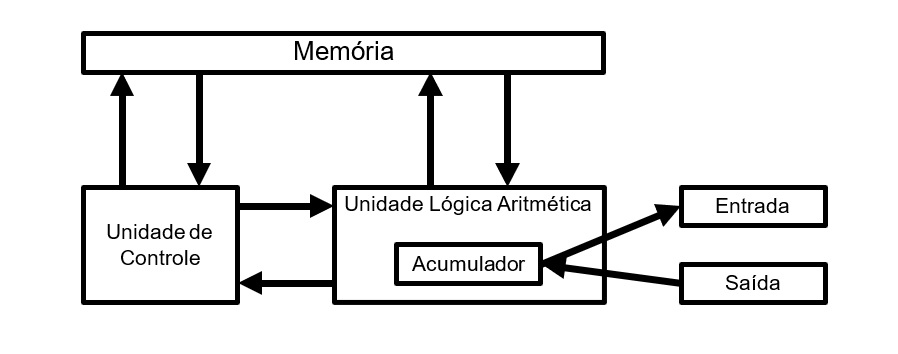 Memória
Unidade de
Controle
Unidade Lógica Aritmética
Acumulador
Entrada
Saída